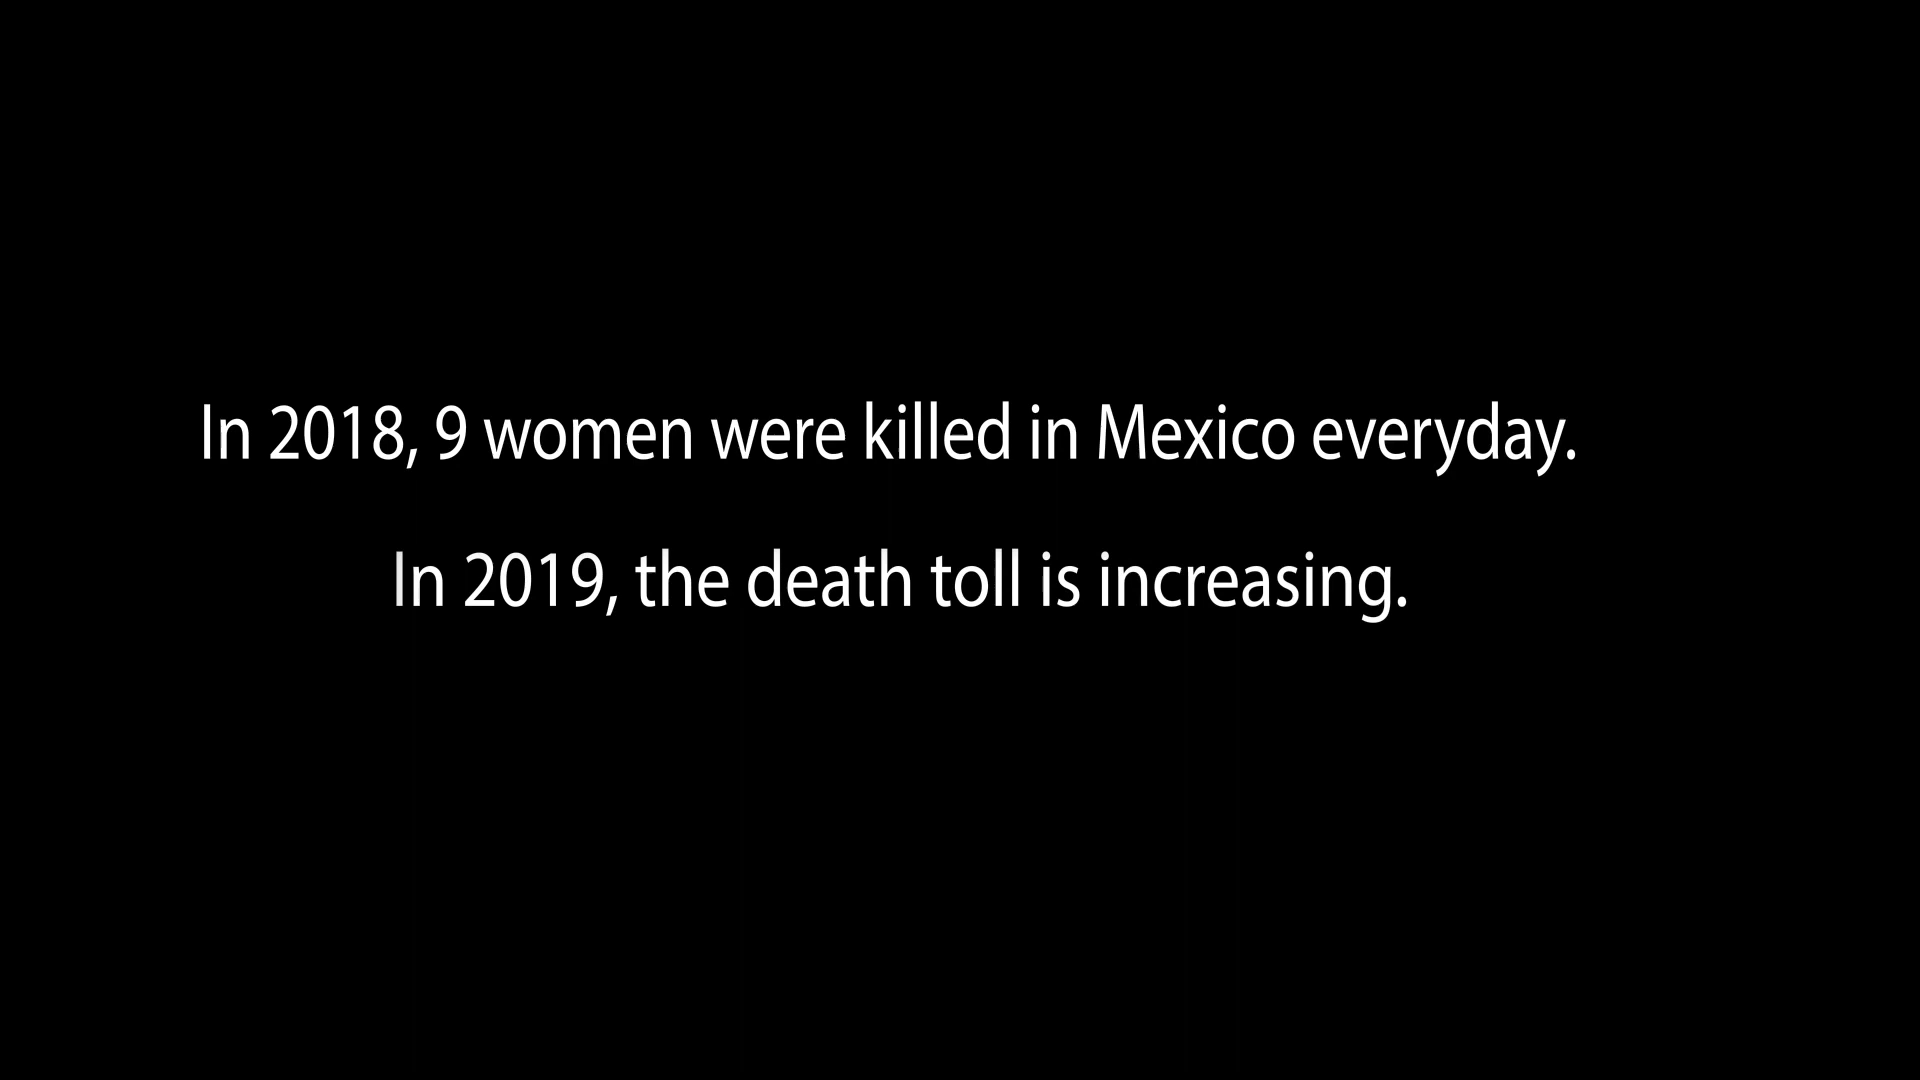 In 2018, 9 women were killed in Mexico everyday.
In 2019, the death toll is increasing.